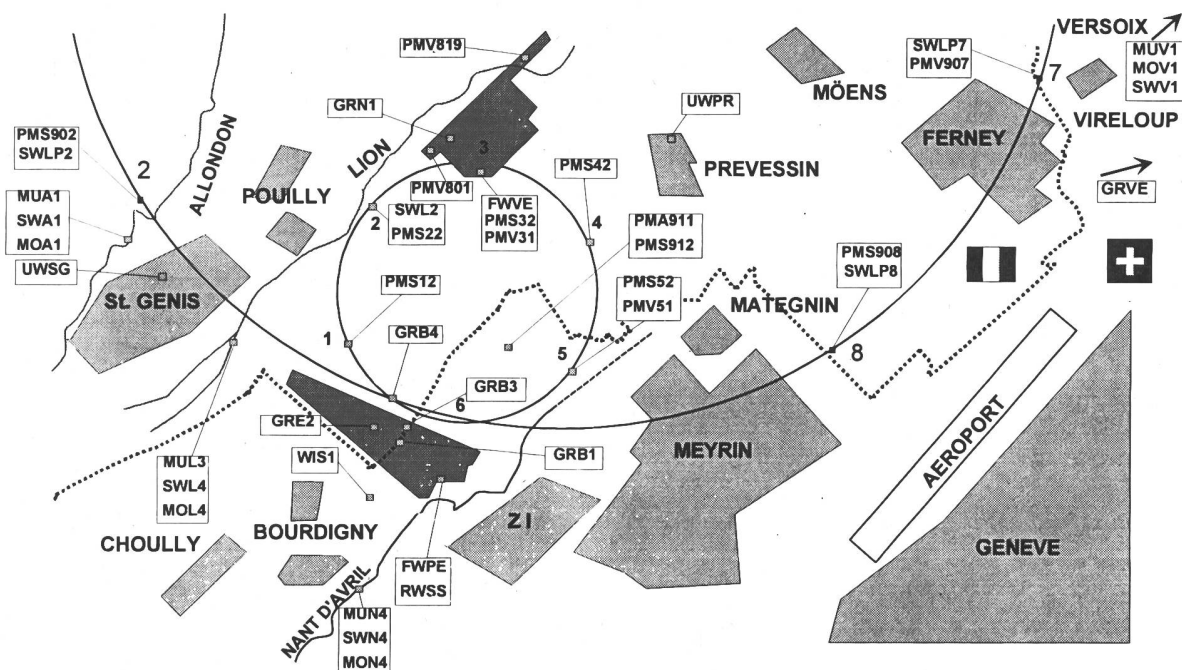 VERSOIX
MUV1
MOV1
SWV1
SWLP7
PMV907
7
PMV819
MÖENS
VIRELOUP
GRN1
UWPR
FERNEY
PMS902
SWLP2
2
ALLONDON
LION
3
PREVESSIN
POUILLY
PMV801
PMS42
GRVE
MUA1
SWA1
MOA1
2
SWL2
PMS22
FWVE
PMS32
PMV31
4
PMA911
PMS912
UWSG
St. GENIS
PMS12
PMS52
PMV51
PMS908
SWLP8
MATEGNIN
1
GRB4
5
8
GRB3
6
GRE2
WIS1
GRB1
MEYRIN
AEROPORT
MUL3
SWL4
MOL4
CHOULLY
BOURDIGNY
Z I
GENEVE
FWPE
RWSS
NANT D'AVRIL
MUN4
SWN4
MON4